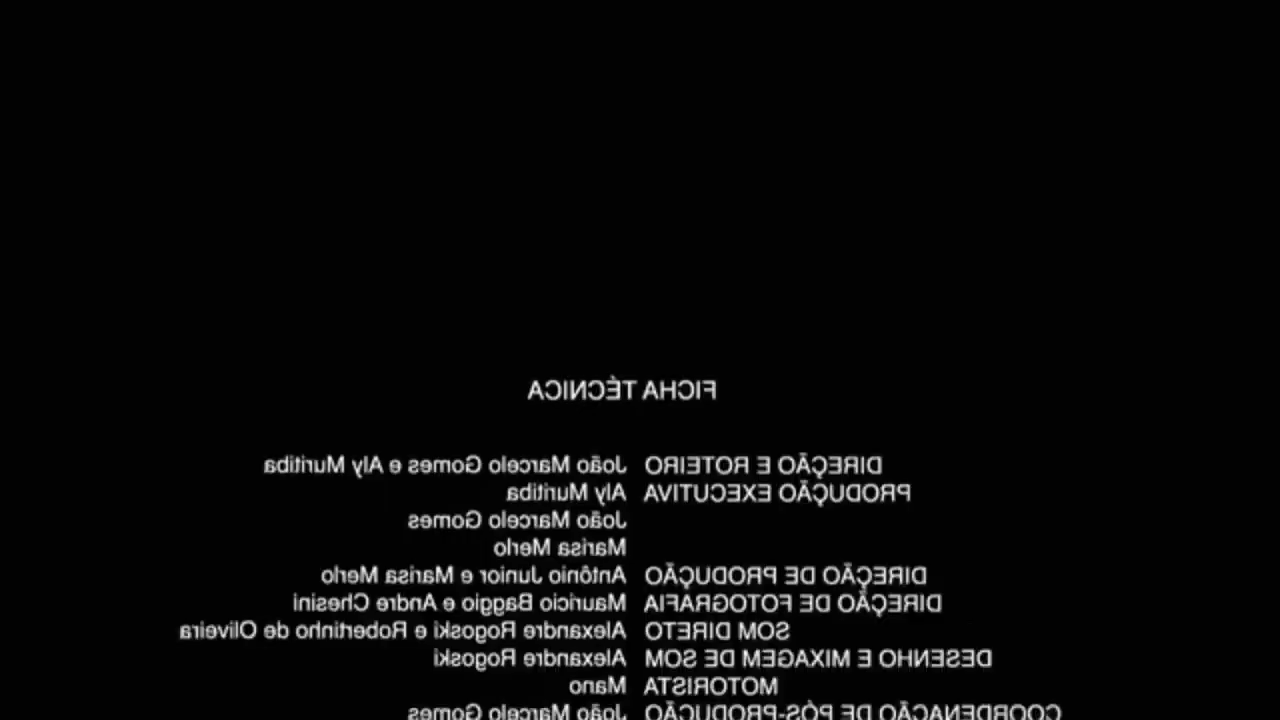 FICHA TÉCNICA
DIREÇÃO E ROTEIRO João Marcelo Gomes e Aly Muritiba
PRODUÇÃO EXECUTIVA Aly Muritiba
João Marcelo Gomes
Marisa Merlo
DIREÇÃO DE PRODUÇÃO Antônio Junior e Marisa Merlo
DIREÇÃO DE FOTOGRAFIA Mauricio Baggio e Andre Chesini
SOM DIRETO Alexandre Rogoski e Robertinho de Oliveira
DESENHO E MIXAGEM DE SOM Alexandre Rogoski
MOTORISTA Mano
COORDENAÇÃO DE PÓS-PRODUÇÃO João Marcelo Gomes